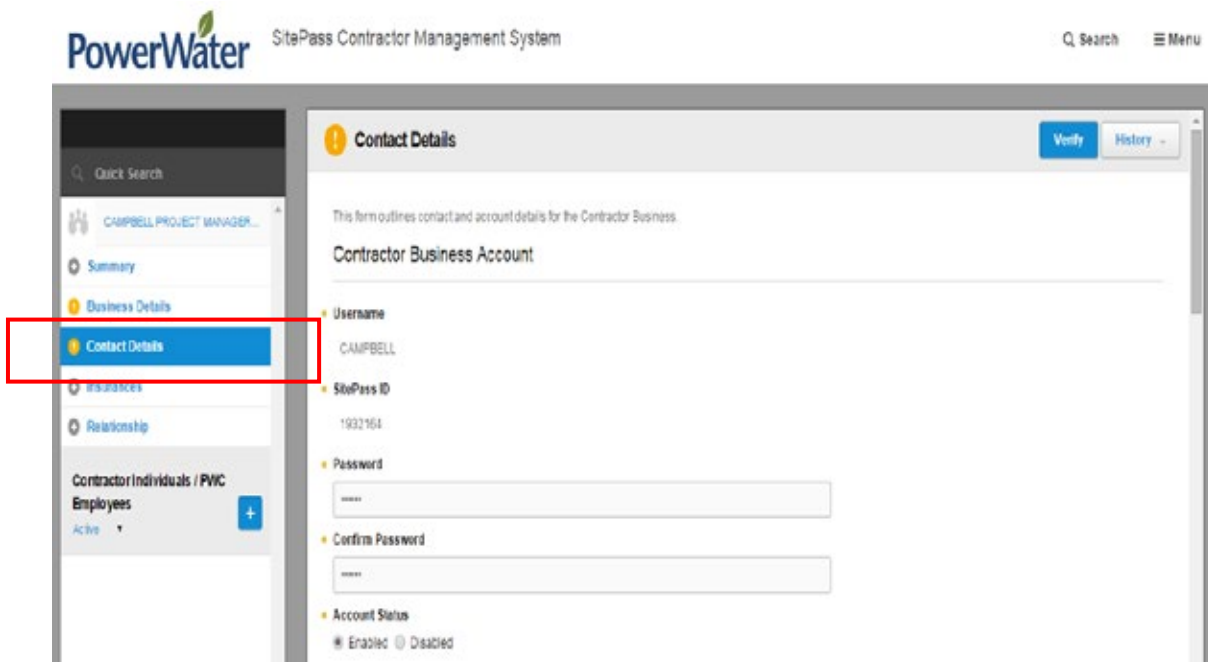 PowerWater
SitePass Contractor Management System
Search
Menu
Quick Search
CAMPBELL PROJECT MANAGER...
Summary
Business Details
Contact Details
Insurances
Relationship
Contractor Individuals / PWC
Employees
Active
+
Contact Details
Verify
History
This form outlines contact and account details for the Contractor Business.
Contractor Business Account
Username
CAMPBELL
SitePass ID
1932164
Password
•••••
Confirm Password
•••••
Account Status
Enabled Disabled